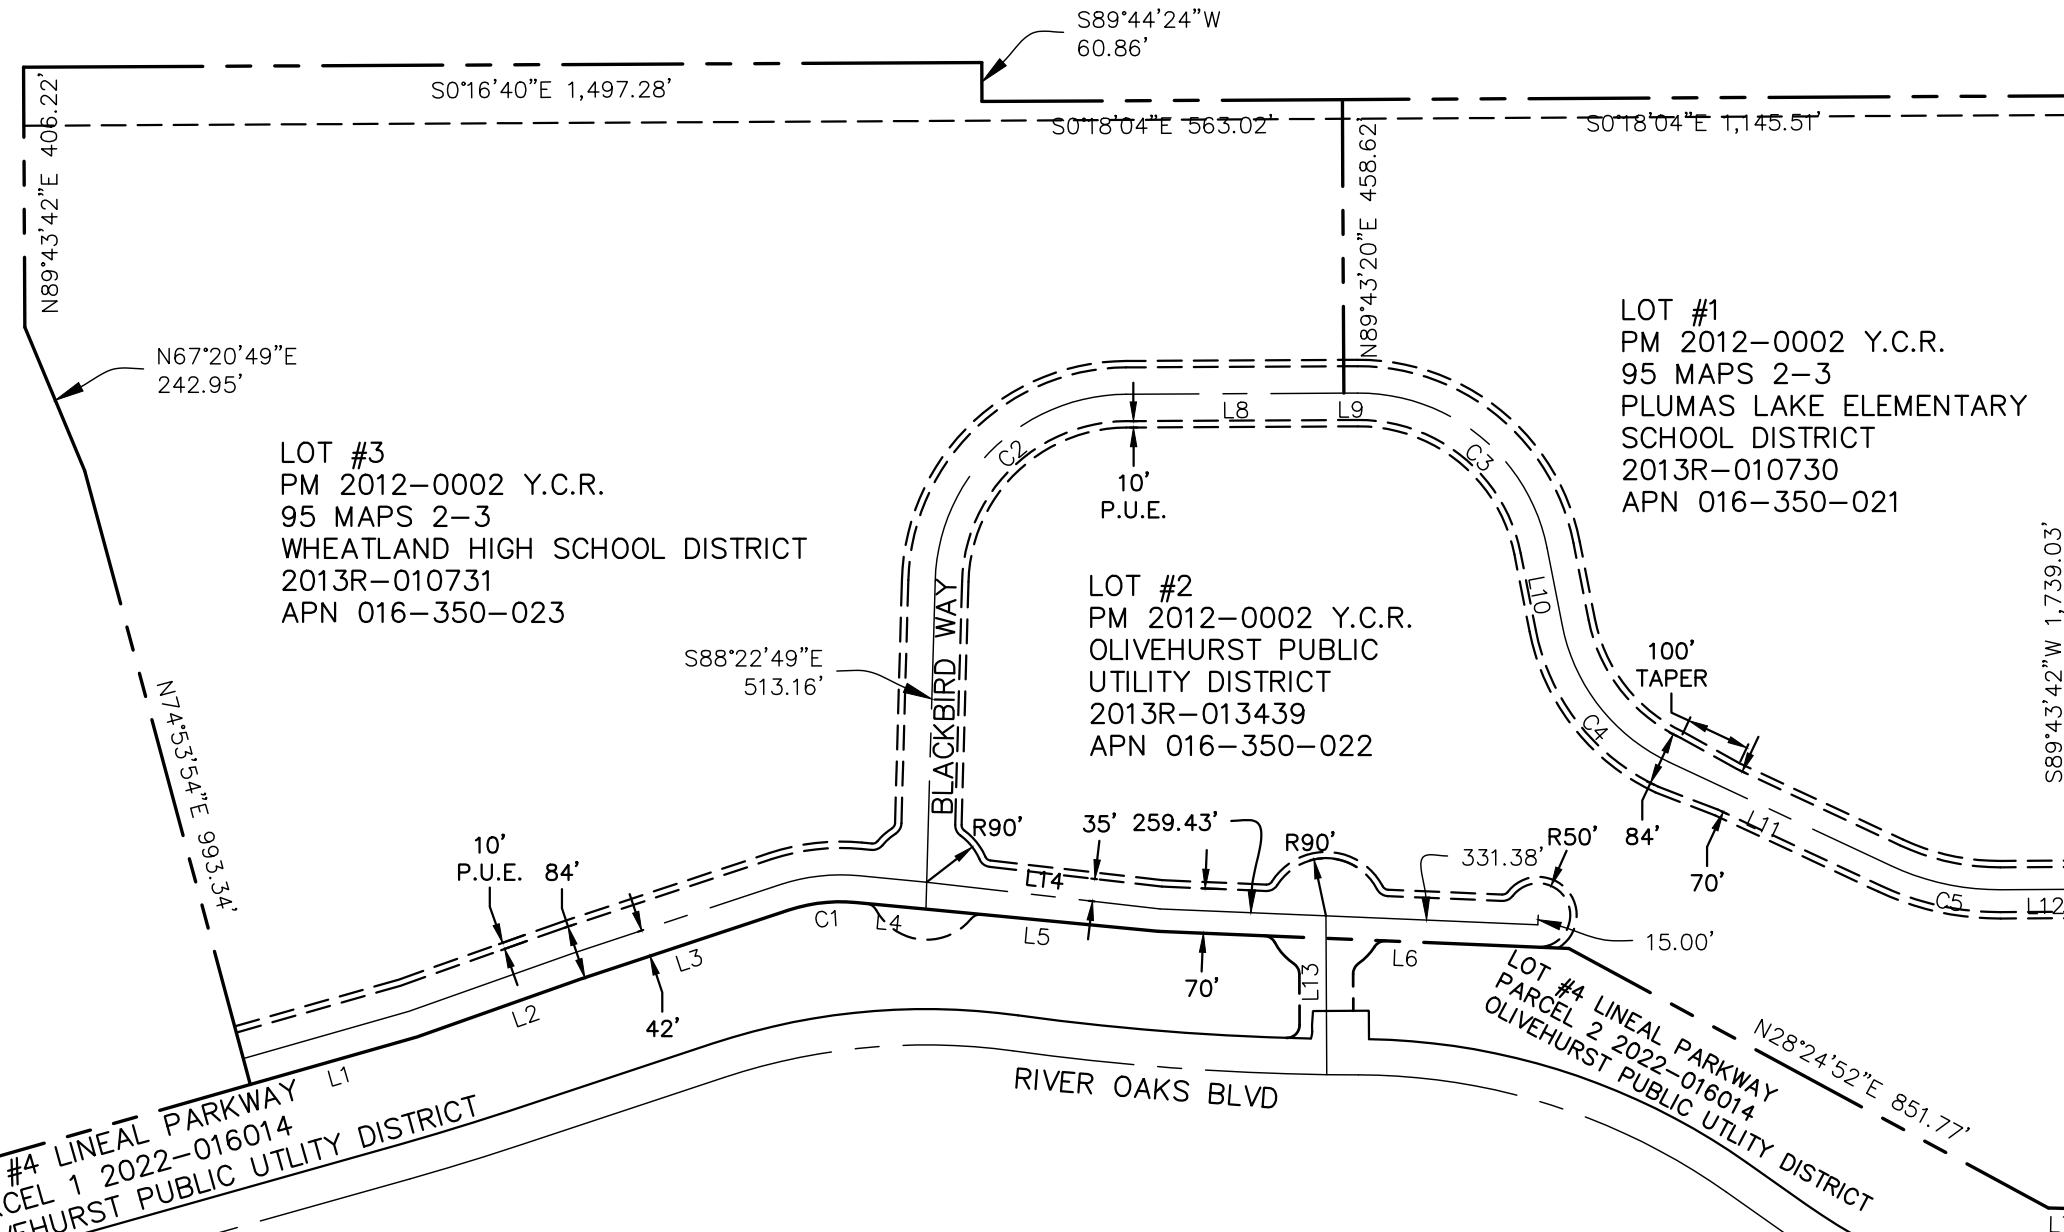 S89°44'24"W
60.86'
S0°16'40"E 1,497.28'
S0°18'04"E 563.02'
S0°18'04"E 1,145.51'
N89°43'42"E 406.22'
N89°43'20"E 458.62'
N67°20'49"E
242.95'
LOT #1
PM 2012-0002 Y.C.R.
95 MAPS 2-3
PLUMAS LAKE ELEMENTARY
SCHOOL DISTRICT
2013R-010730
APN 016-350-021
L8
L9
C2
C3
10'
P.U.E.
LOT #3
PM 2012-0002 Y.C.R.
95 MAPS 2-3
WHEATLAND HIGH SCHOOL DISTRICT
2013R-010731
APN 016-350-023
LOT #2
PM 2012-0002 Y.C.R.
OLIVEHURST PUBLIC
UTILITY DISTRICT
2013R-013439
APN 016-350-022
L10
S89°43'42"W 1,739.03'
BLACKBIRD WAY
S88°22'49"E
513.16'
100'
TAPER
C4
N74°53'54"E 993.34'
10'
P.U.E.
84'
R90'
35'
259.43'
R90'
331.38'
R50'
84'
L11
70'
L14
C1
L4
L5
C5
L12
15.00'
L3
L2
42'
70'
L13
L6
LOT #4 LINEAL PARKWAY
PARCEL 2 2022-016014
OLIVEHURST PUBLIC UTLITY DISTRICT
N28°24'52"E 851.77'
L1
RIVER OAKS BLVD
#4 LINEAL PARKWAY
RCEL 1 2022-016014
VEHURST PUBLIC UTLITY DISTRICT